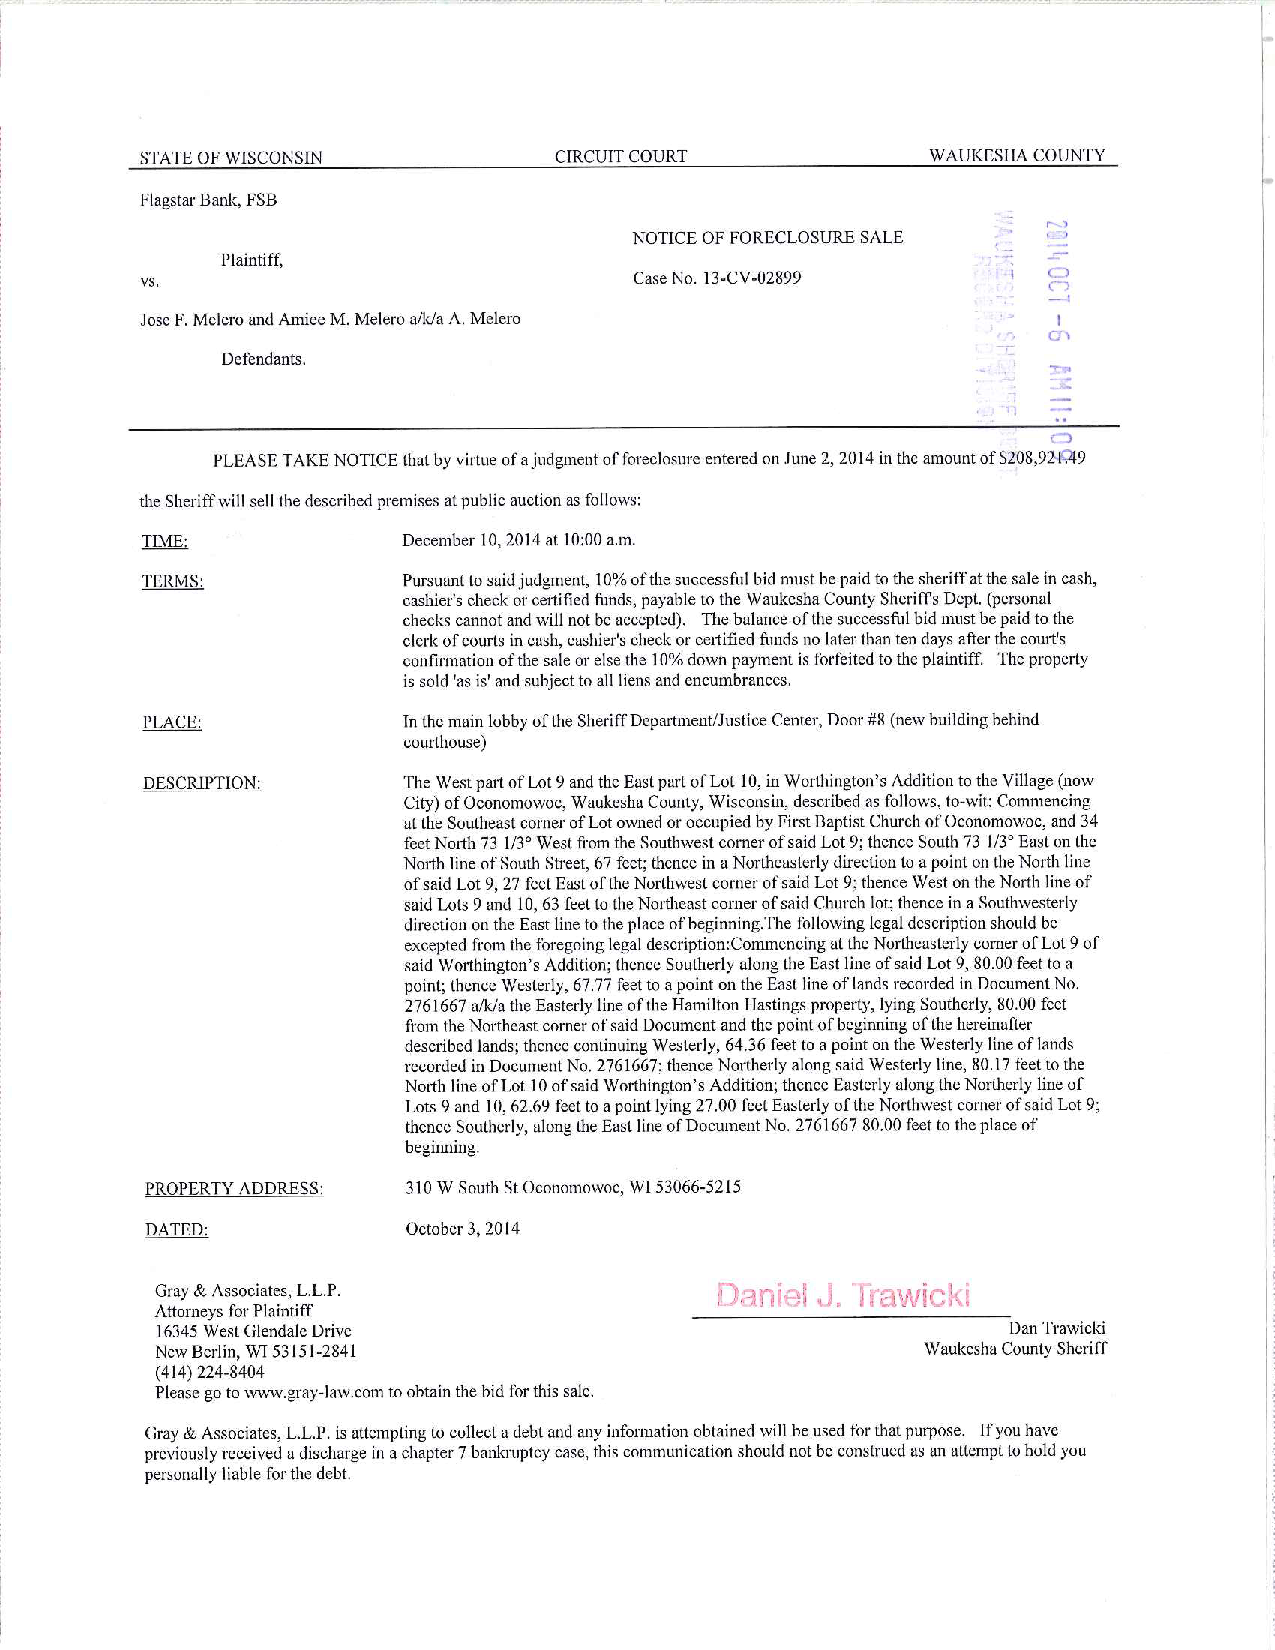 STATE OF WISCONSIN CIRCUIT COURT WAUKESHA COUNTY
Flagstar Bank, FSB
NOTICE OF FORECLOSURE SALE
Plaintiff,
vs. Case No. 13-CV-02899
Jose F. Melero and Amiee M. Melero a/k/a A. Melero
Defendants.
2014 OCT -6 AM 11:0
WAUKESHA SHERIFF
PLEASE TAKE NOTICE that by virtue of a judgment of foreclosure entered on June 2, 2014 in the amount of $208,921.49
the Sheriff will sell the described premises at public auction as follows:
TIME: December 10, 2014 at 10:00 a.m.
TERMS: Pursuant to said judgment, 10% of the successful bid must be paid to the sheriff at the sale in cash,
cashier's check or certified funds, payable to the Waukesha County Sheriff's Dept. (personal
checks cannot and will not be accepted). The balance of the successful bid must be paid to the
clerk of courts in cash, cashier's check or certified funds no later than ten days after the court's
confirmation of the sale or else the 10% down payment is forfeited to the plaintiff. The property
is sold 'as is' and subject to all liens and encumbrances.
PLACE: In the main lobby of the Sheriff Department/Justice Center, Door #8 (new building behind
courthouse)
DESCRIPTION: The West part of Lot 9 and the East part of Lot 10, in Worthington's Addition to the Village (now
City) of Oconomowoc, Waukesha County, Wisconsin, described as follows, to-wit: Commencing
at the Southeast corner of Lot owned or occupied by First Baptist Church of Oconomowoc, and 34
feet North 73 1/3° West from the Southwest corner of said Lot 9; thence South 73 1/3° East on the
North line of South Street, 67 feet; thence in a Northeasterly direction to a point on the North line
of said Lot 9, 27 feet East of the Northwest corner of said Lot 9; thence West on the North line of
said Lots 9 and 10, 63 feet to the Northeast corner of said Church lot; thence in a Southwesterly
direction on the East line to the place of beginning.The following legal description should be
excepted from the foregoing legal description:Commencing at the Northeasterly corner of Lot 9 of
said Worthington's Addition; thence Southerly along the East line of said Lot 9, 80.00 feet to a
point; thence Westerly, 67.77 feet to a point on the East line of lands recorded in Document No.
2761667 a/k/a the Easterly line of the Hamilton Hastings property, lying Southerly, 80.00 feet
from the Northeast corner of said Document and the point of beginning of the hereinafter
described lands; thence continuing Westerly, 64.36 feet to a point on the Westerly line of lands
recorded in Document No. 2761667; thence Northerly along said Westerly line, 80.17 feet to the
North line of Lot 10 of said Worthington's Addition; thence Easterly along the Northerly line of
Lots 9 and 10, 62.69 feet to a point lying 27.00 feet Easterly of the Northwest corner of said Lot 9;
thence Southerly, along the East line of Document No. 2761667 80.00 feet to the place of
beginning.
PROPERTY ADDRESS: 310 W South St Oconomowoc, WI 53066-5215
DATED: October 3, 2014
Gray & Associates, L.L.P.
Attorneys for Plaintiff
16345 West Glendale Drive
New Berlin, WI 53151-2841
(414) 224-8404
Please go to www.gray-law.com to obtain the bid for this sale.
Daniel J. Trawicki
Dan Trawicki
Waukesha County Sheriff
Gray & Associates, L.L.P. is attempting to collect a debt and any information obtained will be used for that purpose. If you have
previously received a discharge in a chapter 7 bankruptcy case, this communication should not be construed as an attempt to hold you
personally liable for the debt.